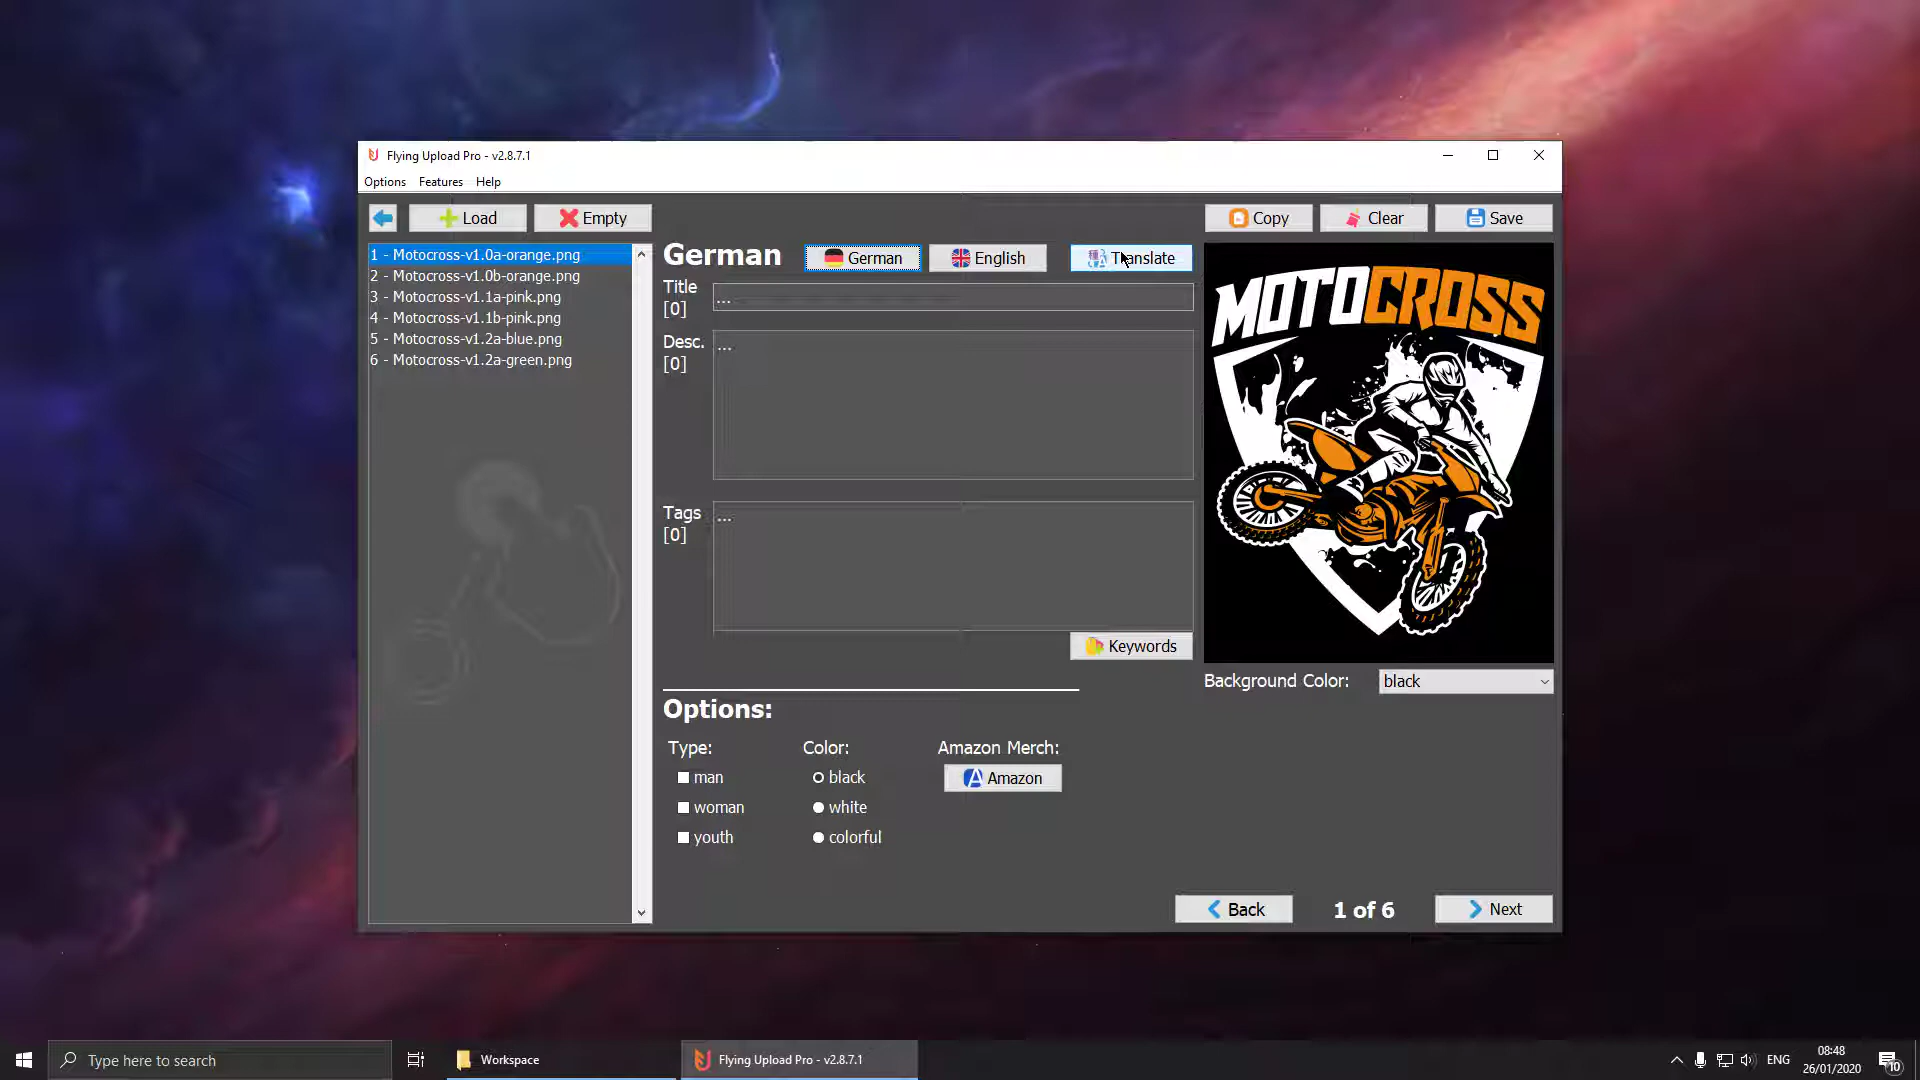 Flying Upload Pro - v2.8.7.1
Options Features Help
Load Empty Copy Clear Save
1 - Motocross-v1.0a-orange.png
2 - Motocross-v1.0b-orange.png
3 - Motocross-v1.1a-pink.png
4 - Motocross-v1.1b-pink.png
5 - Motocross-v1.2a-blue.png
6 - Motocross-v1.2a-green.png
German German English Translate
Title
[0]
...
Desc.
[0]
...
Tags
[0]
...
Keywords
MOTOCROSS
Background Color: black
Options:
Type: Color: Amazon Merch:
man black Amazon
woman white
youth colorful
Back 1 of 6 Next
Type here to search
Workspace
Flying Upload Pro - v2.8.7.1
ENG
08:48
26/01/2020
10